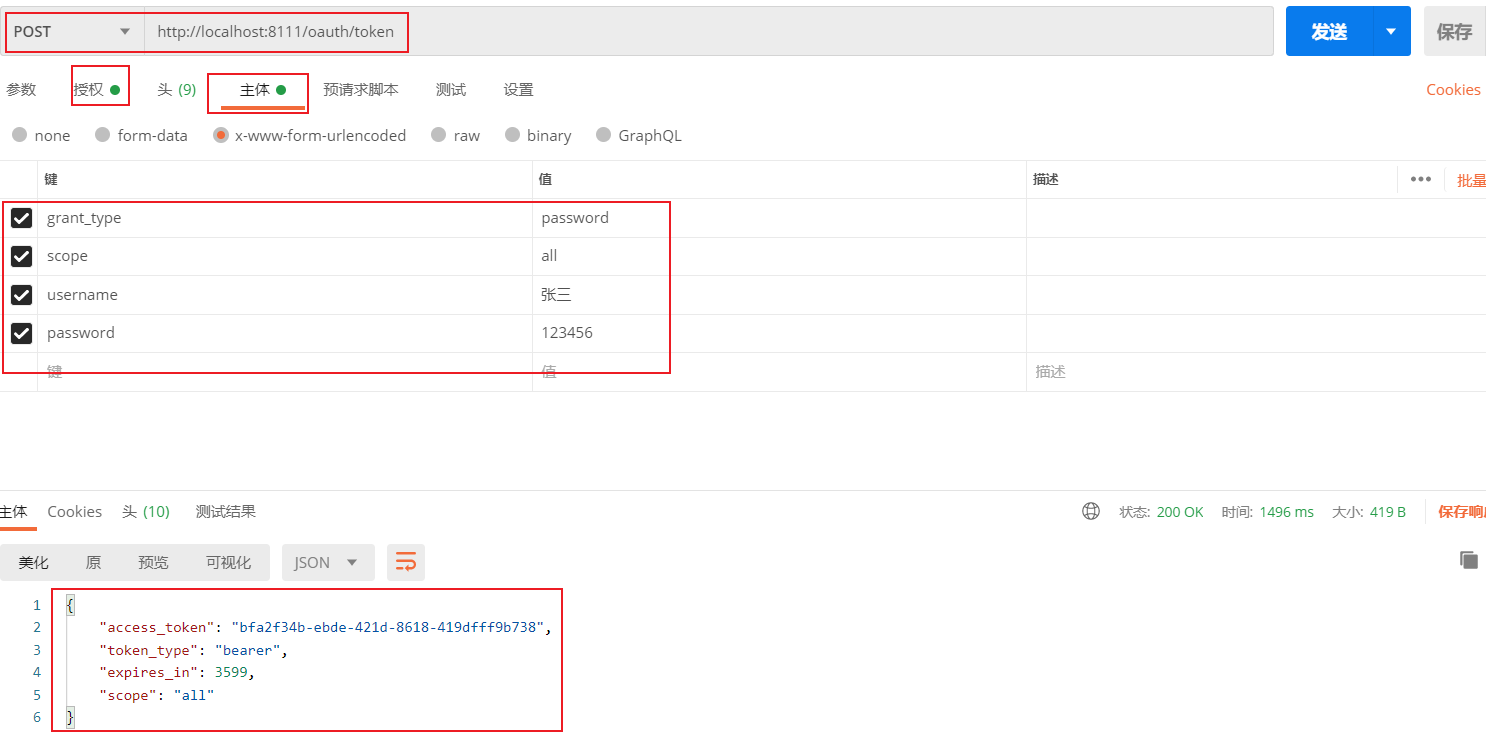 POST http://localhost:8111/oauth/token 发送 保存
参数 授权 头 (9) 主体 预请求脚本 测试 设置 Cookies
none form-data x-www-form-urlencoded raw binary GraphQL
键 值 描述 ••• 批量
grant_type password
scope all
username 张三
password 123456
键 值 描述
主体 Cookies 头 (10) 测试结果 状态: 200 OK 时间: 1496 ms 大小: 419 B 保存响应
美化 原 预览 可视化 JSON
1 {
2 "access_token": "bfa2f34b-ebde-421d-8618-419dfff9b738",
3 "token_type": "bearer",
4 "expires_in": 3599,
5 "scope": "all"
6 }